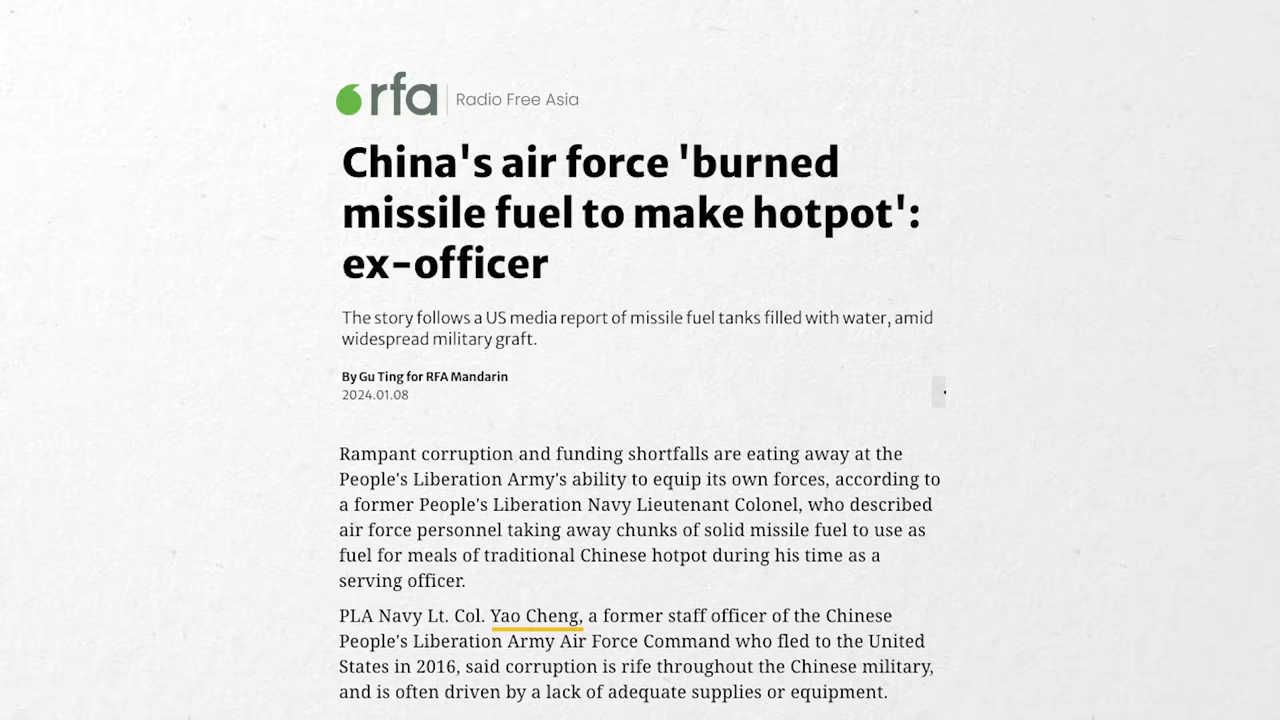 rfa | Radio Free Asia
China's air force 'burned
missile fuel to make hotpot':
ex-officer
The story follows a US media report of missile fuel tanks filled with water, amid
widespread military graft.
By Gu Ting for RFA Mandarin
2024.01.08
Rampant corruption and funding shortfalls are eating away at the
People's Liberation Army's ability to equip its own forces, according to
a former People's Liberation Navy Lieutenant Colonel, who described
air force personnel taking away chunks of solid missile fuel to use as
fuel for meals of traditional Chinese hotpot during his time as a
serving officer.
PLA Navy Lt. Col. Yao Cheng, a former staff officer of the Chinese
People's Liberation Army Air Force Command who fled to the United
States in 2016, said corruption is rife throughout the Chinese military,
and is often driven by a lack of adequate supplies or equipment.